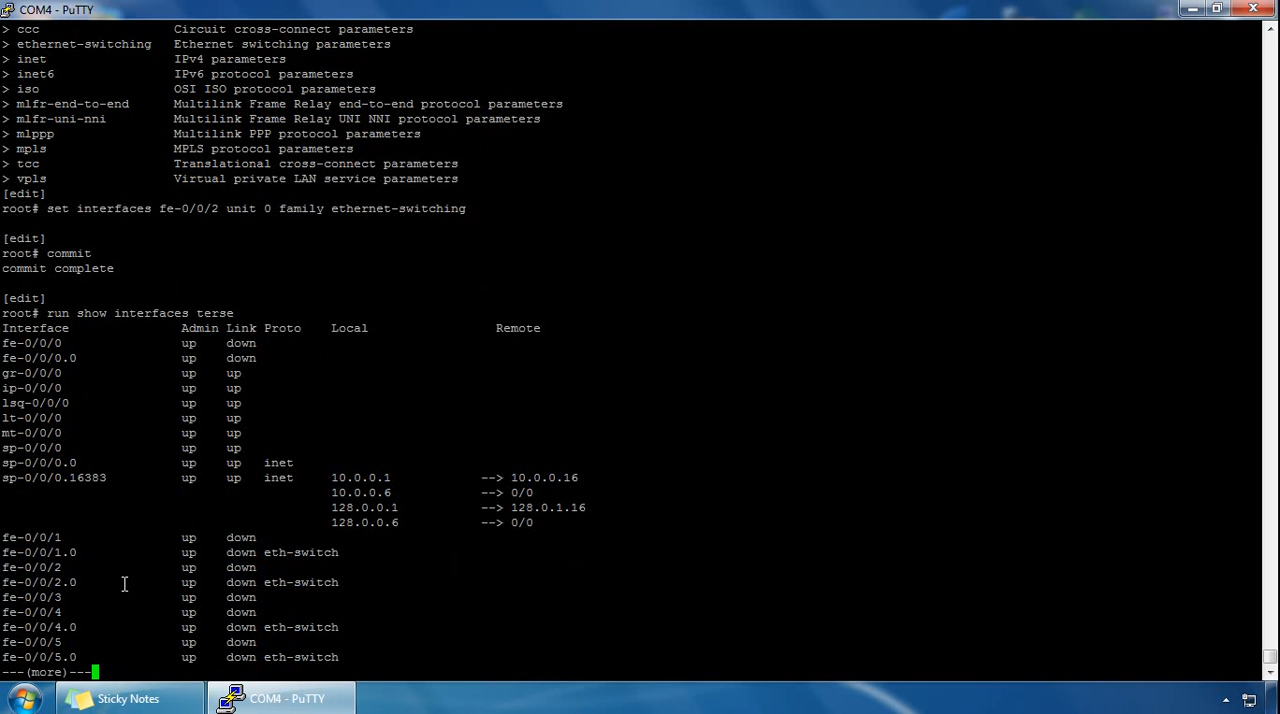 COM4 - PuTTY
> ccc Circuit cross-connect parameters
> ethernet-switching Ethernet switching parameters
> inet IPv4 parameters
> inet6 IPv6 protocol parameters
> iso OSI ISO protocol parameters
> mlfr-end-to-end Multilink Frame Relay end-to-end protocol parameters
> mlfr-uni-nni Multilink Frame Relay UNI NNI protocol parameters
> mlppp Multilink PPP protocol parameters
> mpls MPLS protocol parameters
> tcc Translational cross-connect parameters
> vpls Virtual private LAN service parameters
[edit]
root# set interfaces fe-0/0/2 unit 0 family ethernet-switching
[edit]
root# commit
commit complete
[edit]
root# run show interfaces terse
Interface Admin Link Proto Local Remote
fe-0/0/0 up down
fe-0/0/0.0 up down
gr-0/0/0 up up
ip-0/0/0 up up
lsq-0/0/0 up up
lt-0/0/0 up up
mt-0/0/0 up up
sp-0/0/0 up up
sp-0/0/0.0 up up inet
sp-0/0/0.16383 up up inet 10.0.0.1 --> 10.0.0.16
10.0.0.6 --> 0/0
128.0.0.1 --> 128.0.1.16
128.0.0.6 --> 0/0
fe-0/0/1 up down
fe-0/0/1.0 up down eth-switch
fe-0/0/2 up down
fe-0/0/2.0 up down eth-switch
fe-0/0/3 up down
fe-0/0/4 up down
fe-0/0/4.0 up down eth-switch
fe-0/0/5 up down
fe-0/0/5.0 up down eth-switch
---(more)---
Sticky Notes COM4 - PuTTY